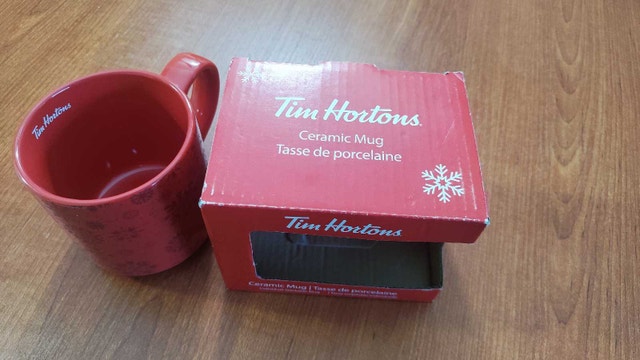 Tim Hortons
Tim Hortons
Ceramic Mug
Tasse de porcelaine
Tim Hortons
Ceramic Mug | Tasse de porcelaine